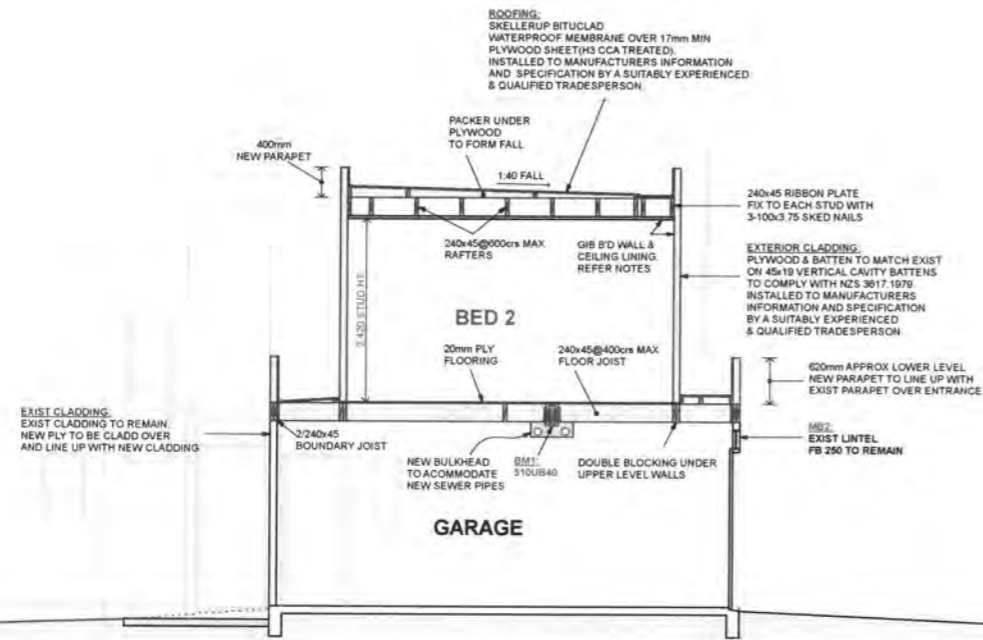 ROOFING:
SKELLERUP BITUCLAD
WATERPROOF MEMBRANE OVER 17mm MIN
PLYWOOD SHEET(H3 CCA TREATED).
INSTALLED TO MANUFACTURERS INFORMATION
AND SPECIFICATION BY A SUITABLY EXPERIENCED
& QUALIFIED TRADESPERSON
PACKER UNDER
PLYWOOD
TO FORM FALL
400mm
NEW PARAPET
1:40 FALL
240x45 RIBBON PLATE
FIX TO EACH STUD WITH
3-100x3.75 SKED NAILS
240x45@600crs MAX
RAFTERS
GIB B'D WALL &
CEILING LINING.
REFER NOTES
EXTERIOR CLADDING:
PLYWOOD & BATTEN TO MATCH EXIST
ON 45x19 VERTICAL CAVITY BATTENS
TO COMPLY WITH NZS 3617.1979
INSTALLED TO MANUFACTURERS
INFORMATION AND SPECIFICATION
BY A SUITABLY EXPERIENCED
& QUALIFIED TRADESPERSON
STUD HT
BED 2
20mm PLY
FLOORING
240x45@400crs MAX
FLOOR JOIST
620mm APPROX LOWER LEVEL
NEW PARAPET TO LINE UP WITH
EXIST PARAPET OVER ENTRANCE
EXIST CLADDING:
EXIST CLADDING TO REMAIN.
NEW PLY TO BE CLADD OVER
AND LINE UP WITH NEW CLADDING
2/240x45
BOUNDARY JOIST
MB2:
EXIST LINTEL
FB 250 TO REMAIN
NEW BULKHEAD
TO ACOMMODATE
NEW SEWER PIPES
BM1:
310UB40
DOUBLE BLOCKING UNDER
UPPER LEVEL WALLS
GARAGE